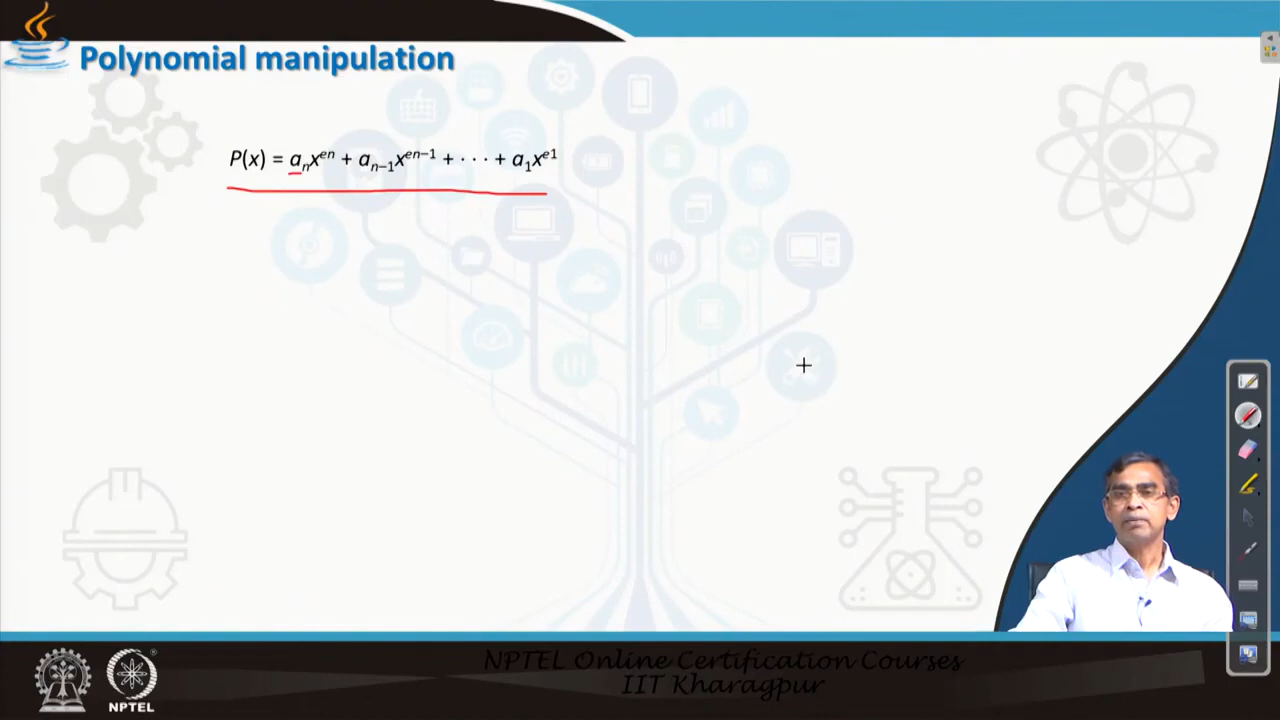 Polynomial manipulation
P(x) = aₙxᵉⁿ + aₙ₋₁xᵉⁿ⁻¹ + · · · + a₁xᵉ¹
NPTEL Online Certification Courses
IIT Kharagpur
NPTEL